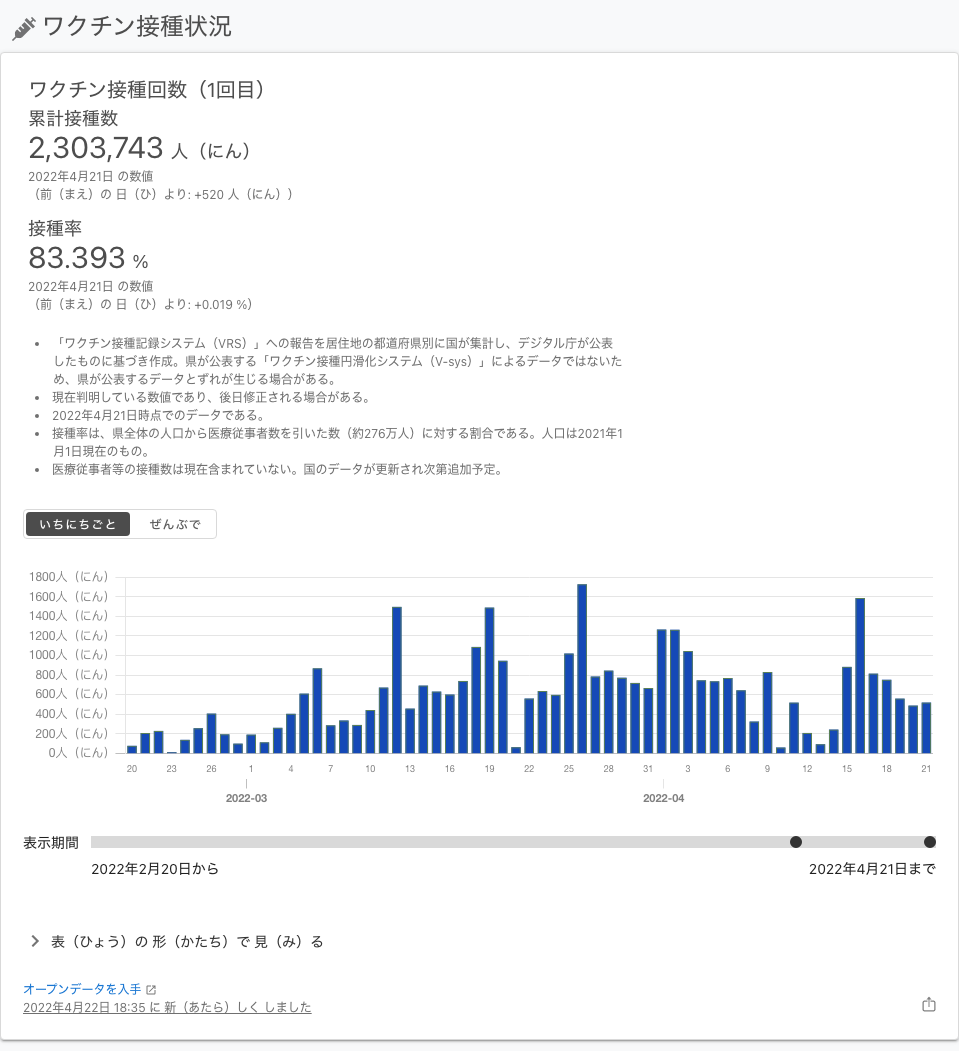 ワクチン接種状況
ワクチン接種回数（1回目）
累計接種数
2,303,743 人（にん）
2022年4月21日 の数値
（前（まえ）の 日（ひ）より: +520 人（にん））
接種率
83.393 %
2022年4月21日 の数値
（前（まえ）の 日（ひ）より: +0.019 %）
• 「ワクチン接種記録システム（VRS）」への報告を居住地の都道府県別に国が集計し、デジタル庁が公表
したものに基づき作成。県が公表する「ワクチン接種円滑化システム（V-sys）」によるデータではないた
め、県が公表するデータとずれが生じる場合がある。
• 現在判明している数値であり、後日修正される場合がある。
• 2022年4月21日時点でのデータである。
• 接種率は、県全体の人口から医療従事者数を引いた数（約276万人）に対する割合である。人口は2021年1
月1日現在のもの。
• 医療従事者等の接種数は現在含まれていない。国のデータが更新され次第追加予定。
いちにちごと ぜんぶで
1800人（にん）
1600人（にん）
1400人（にん）
1200人（にん）
1000人（にん）
800人（にん）
600人（にん）
400人（にん）
200人（にん）
0人（にん）
20 23 26 1 4 7 10 13 16 19 22 25 28 31 3 6 9 12 15 18 21
2022-03 2022-04
表示期間
2022年2月20日から 2022年4月21日まで
表（ひょう）の 形（かたち）で 見（み）る
オープンデータを入手
2022年4月22日 18:35 に 新（あたら）しく しました